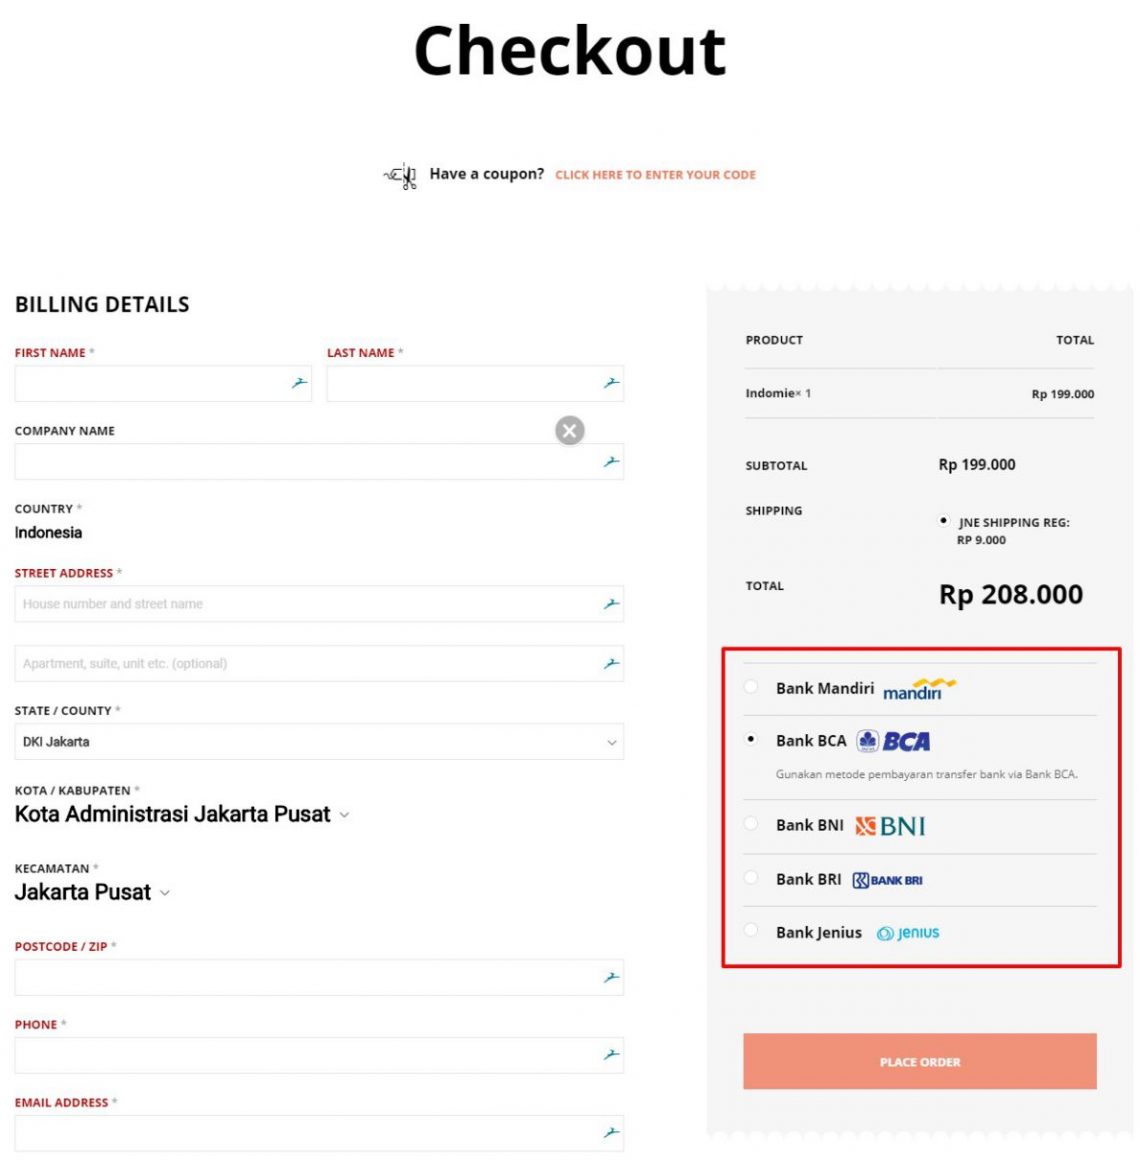 Checkout
Have a coupon? CLICK HERE TO ENTER YOUR CODE
BILLING DETAILS
FIRST NAME *
LAST NAME *
COMPANY NAME
COUNTRY *
Indonesia
STREET ADDRESS *
House number and street name
Apartment, suite, unit etc. (optional)
STATE / COUNTY *
DKI Jakarta
KOTA / KABUPATEN *
Kota Administrasi Jakarta Pusat
KECAMATAN *
Jakarta Pusat
POSTCODE / ZIP *
PHONE *
EMAIL ADDRESS *
PRODUCT TOTAL
Indomie× 1 Rp 199.000
SUBTOTAL Rp 199.000
SHIPPING JNE SHIPPING REG:
RP 9.000
TOTAL Rp 208.000
Bank Mandiri mandiri
Bank BCA BCA
Gunakan metode pembayaran transfer bank via Bank BCA.
Bank BNI BNI
Bank BRI BANK BRI
Bank Jenius jenius
PLACE ORDER